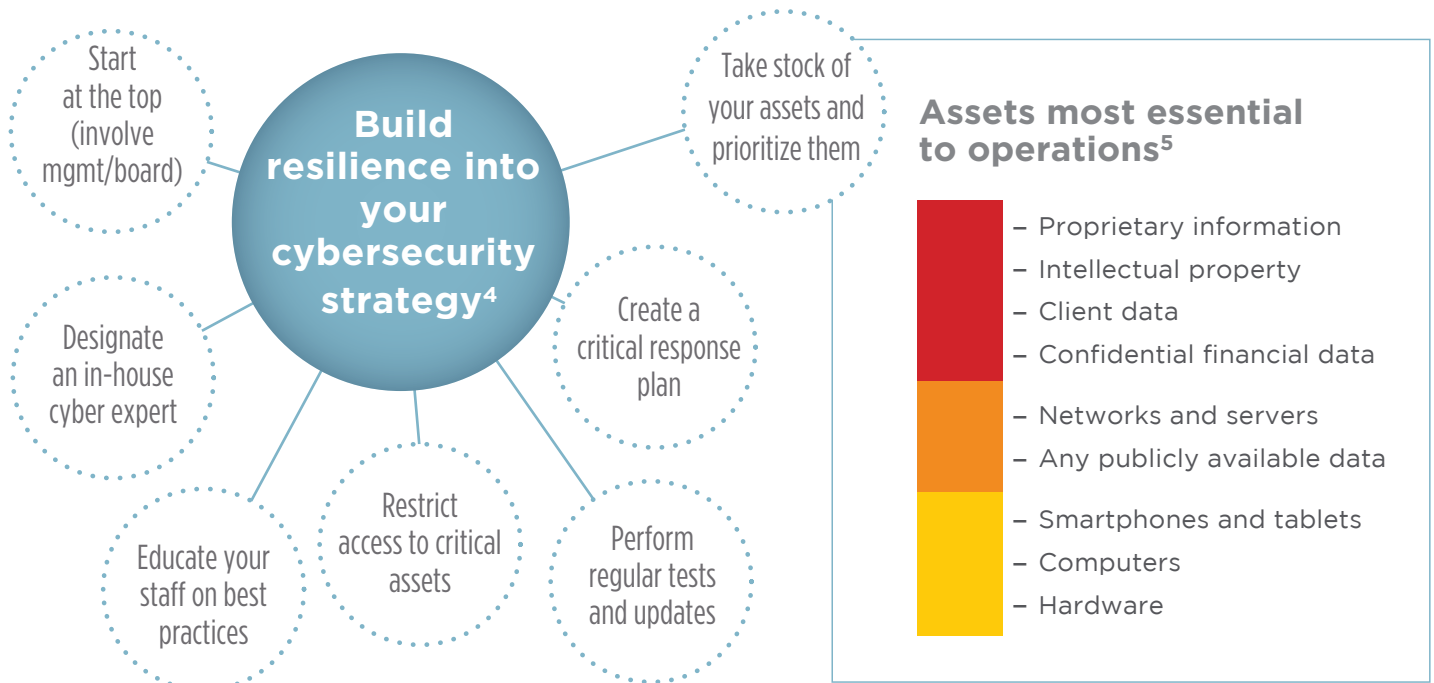 Build
resilience into
your
cybersecurity
strategy4
Start
at the top
(involve
mgmt/board)
Designate
an in-house
cyber expert
Educate your
staff on best
practices
Restrict
access to critical
assets
Perform
regular tests
and updates
Create a
critical response
plan
Take stock of
your assets and
prioritize them
Assets most essential
to operations5
– Proprietary information
– Intellectual property
– Client data
– Confidential financial data
– Networks and servers
– Any publicly available data
– Smartphones and tablets
– Computers
– Hardware